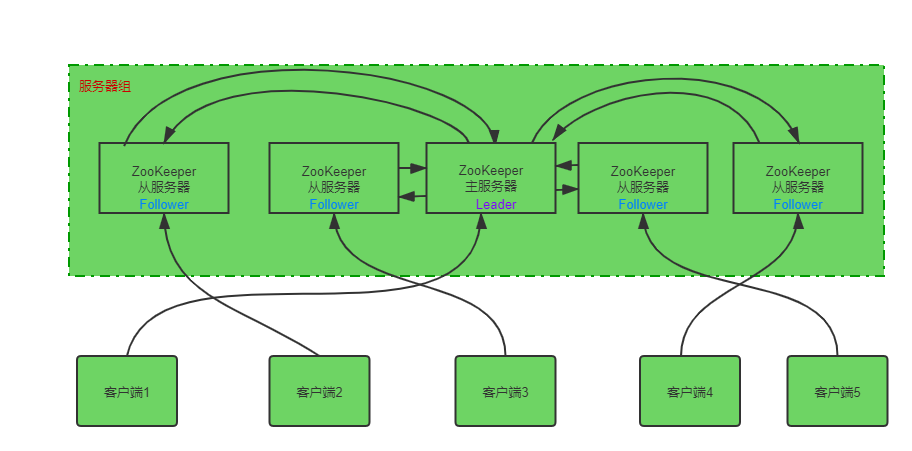 服务器组
ZooKeeper
从服务器
Follower
ZooKeeper
从服务器
Follower
ZooKeeper
主服务器
Leader
ZooKeeper
从服务器
Follower
ZooKeeper
从服务器
Follower
客户端1
客户端2
客户端3
客户端4
客户端5